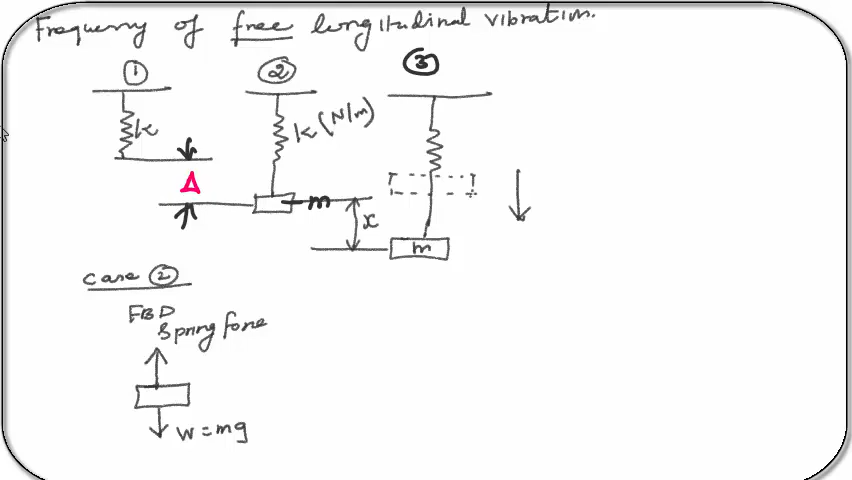 Frequency of free longitudinal vibration.
1 2 3
k
k (N/m)
Δ
m
x
m
case 2
FBD
Spring force
W = mg